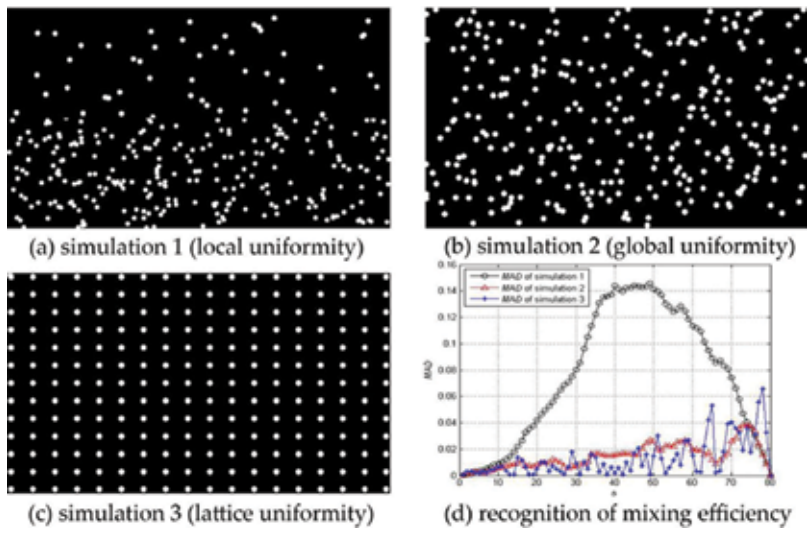 (a) simulation 1 (local uniformity)
(b) simulation 2 (global uniformity)
(c) simulation 3 (lattice uniformity)
0.16
0.14
0.12
0.1
0.08
0.06
0.04
0.02
0
MAD
MAD of simulation 1
MAD of simulation 2
MAD of simulation 3
0 10 20 30 40 50 60 70 80
(d) recognition of mixing efficiency